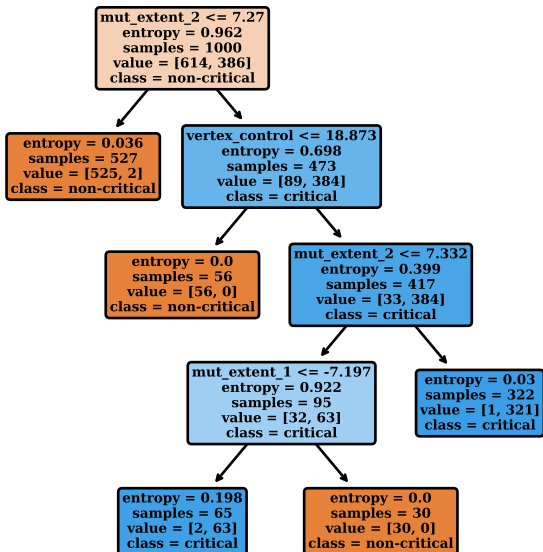 mut_extent_2 <= 7.27
entropy = 0.962
samples = 1000
value = [614, 386]
class = non-critical
entropy = 0.036
samples = 527
value = [525, 2]
class = non-critical
vertex_control <= 18.873
entropy = 0.698
samples = 473
value = [89, 384]
class = critical
entropy = 0.0
samples = 56
value = [56, 0]
class = non-critical
mut_extent_2 <= 7.332
entropy = 0.399
samples = 417
value = [33, 384]
class = critical
mut_extent_1 <= -7.197
entropy = 0.922
samples = 95
value = [32, 63]
class = critical
entropy = 0.03
samples = 322
value = [1, 321]
class = critical
entropy = 0.198
samples = 65
value = [2, 63]
class = critical
entropy = 0.0
samples = 30
value = [30, 0]
class = non-critical